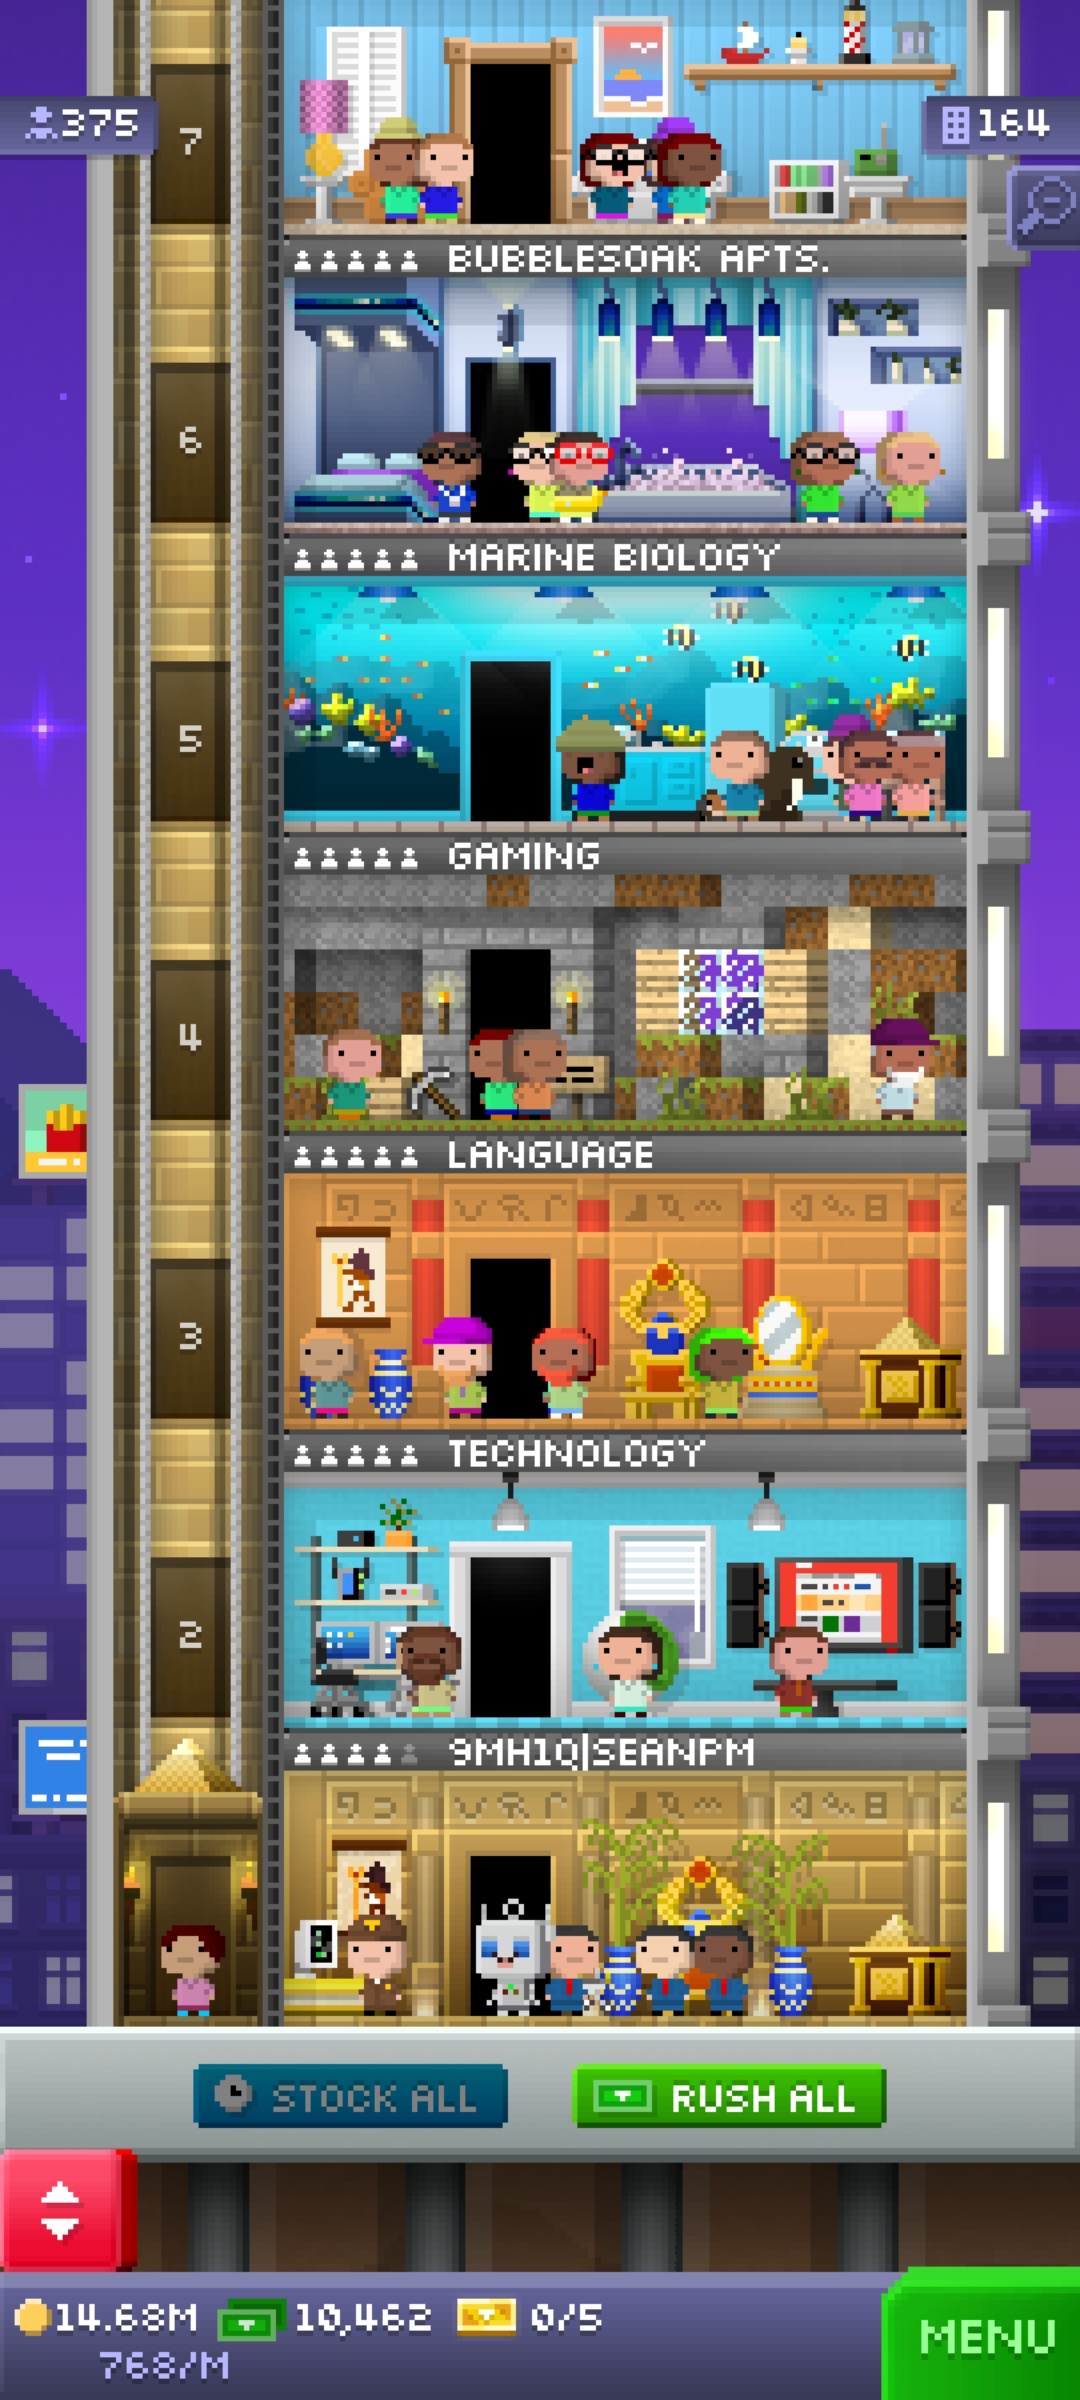 375
7
164
BUBBLESOAK APTS.
6
MARINE BIOLOGY
5
GAMING
4
LANGUAGE
3
TECHNOLOGY
2
9MH1Q|SEANPM
STOCK ALL
RUSH ALL
14.68M
10,462
0/5
768/M
MENU